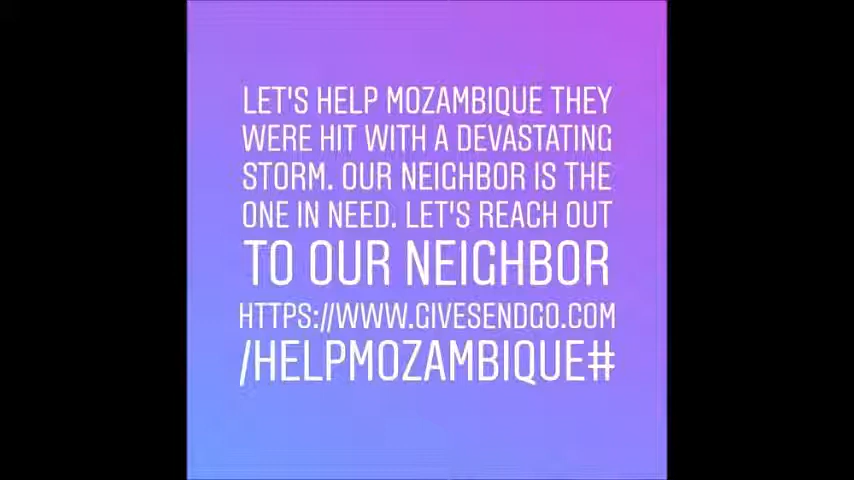 LET'S HELP MOZAMBIQUE THEY
WERE HIT WITH A DEVASTATING
STORM. OUR NEIGHBOR IS THE
ONE IN NEED. LET'S REACH OUT
TO OUR NEIGHBOR
HTTPS://WWW.GIVESENDGO.COM
/HELPMOZAMBIQUE#